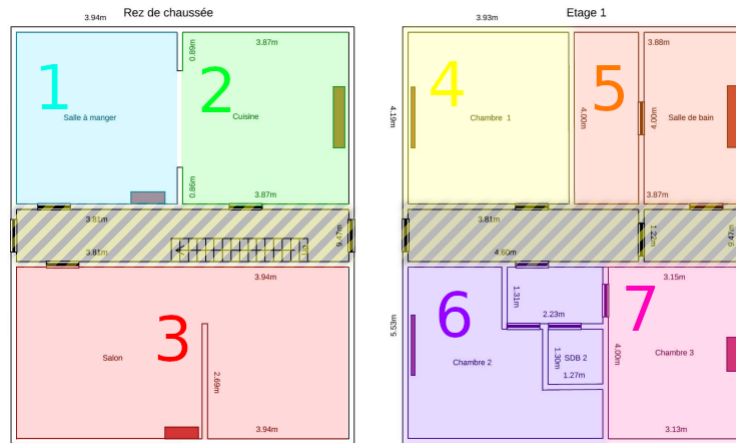 Rez de chaussée
3.94m
3.87m
0.89m
1
2
Salle à manger
Cuisine
0.86m
3.87m
3.81m
3.81m
9.47m
3.94m
3
Salon
2.69m
3.94m
Etage 1
3.93m
3.88m
4
5
4.19m
4.00m
4.00m
Chambre 1
Salle de bain
3.87m
3.81m
1.22m
9.47m
4.60m
3.15m
6
7
1.31m
2.23m
5.53m
4.00m
1.30m
Chambre 2
SDB 2
Chambre 3
1.27m
3.13m